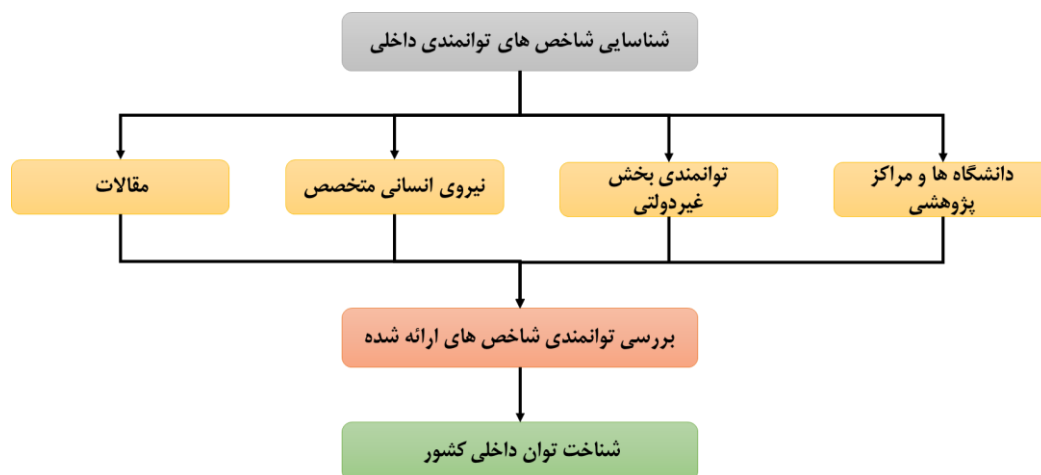 شناسایی شاخص های توانمندی داخلی
دانشگاه ها و مراکز
پژوهشی
توانمندی بخش
غیردولتی
نیروی انسانی متخصص
مقالات
بررسی توانمندی شاخص های ارائه شده
شناخت توان داخلی کشور